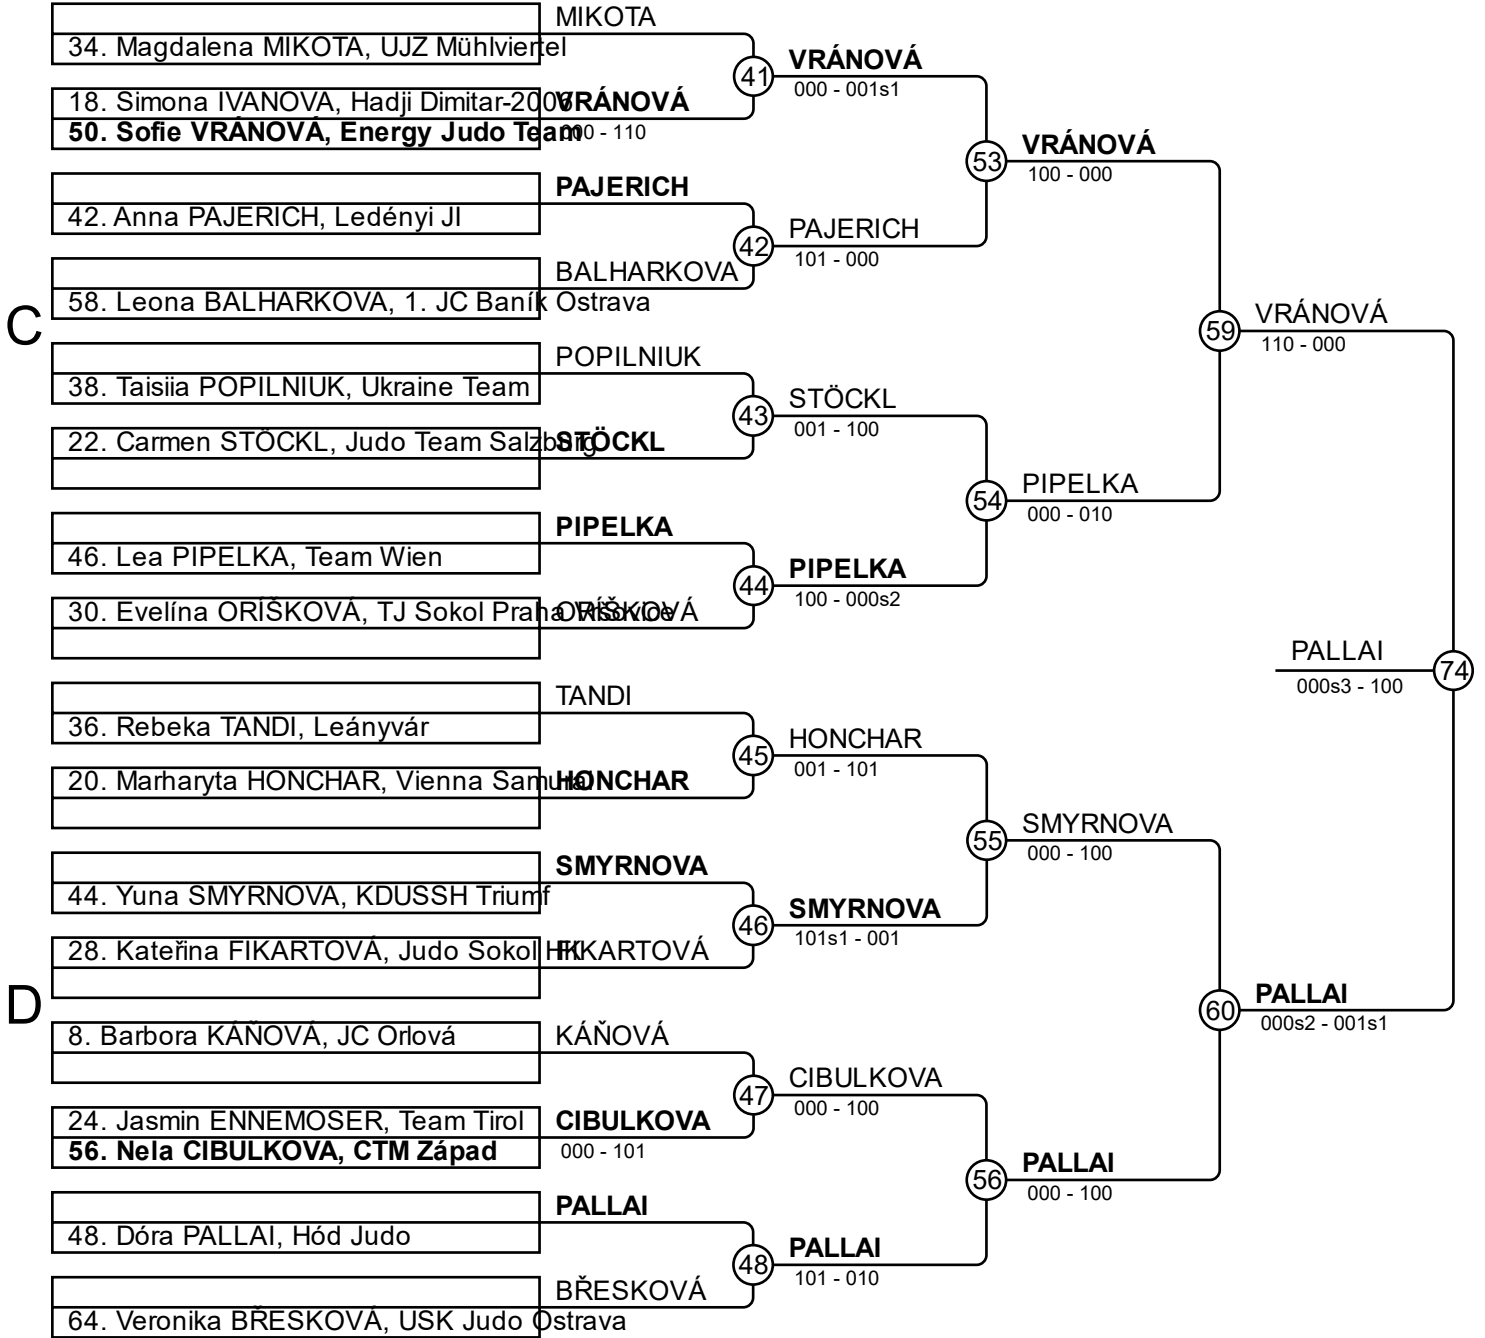 MIKOTA
34. Magdalena MIKOTA, UJZ Mühlviertel
41
VRÁNOVÁ
000 - 001s1
18. Simona IVANOVA, Hadji Dimitar-2006
VRÁNOVÁ
50. Sofie VRÁNOVÁ, Energy Judo Team
000 - 110
53
VRÁNOVÁ
100 - 000
PAJERICH
42. Anna PAJERICH, Ledényi JI
42
PAJERICH
101 - 000
BALHARKOVA
58. Leona BALHARKOVA, 1. JC Baník Ostrava
C
59
VRÁNOVÁ
110 - 000
POPILNIUK
38. Taisiia POPILNIUK, Ukraine Team
43
STÖCKL
001 - 100
22. Carmen STÖCKL, Judo Team Salzburg
STÖCKL
54
PIPELKA
000 - 010
PIPELKA
46. Lea PIPELKA, Team Wien
44
PIPELKA
100 - 000s2
30. Evelína ORÍŠKOVÁ, TJ Sokol Praha Vršovice
ORÍŠKOVÁ
PALLAI
000s3 - 100
74
TANDI
36. Rebeka TANDI, Leányvár
45
HONCHAR
001 - 101
20. Marharyta HONCHAR, Vienna Samurai
HONCHAR
55
SMYRNOVA
000 - 100
SMYRNOVA
44. Yuna SMYRNOVA, KDUSSH Triumf
46
SMYRNOVA
101s1 - 001
28. Kateřina FIKARTOVÁ, Judo Sokol HK
FIKARTOVÁ
D
60
PALLAI
000s2 - 001s1
8. Barbora KÁŇOVÁ, JC Orlová
KÁŇOVÁ
47
CIBULKOVA
000 - 100
24. Jasmin ENNEMOSER, Team Tirol
CIBULKOVA
56. Nela CIBULKOVA, CTM Západ
000 - 101
56
PALLAI
000 - 100
PALLAI
48. Dóra PALLAI, Hód Judo
48
PALLAI
101 - 010
BŘESKOVÁ
64. Veronika BŘESKOVÁ, USK Judo Ostrava